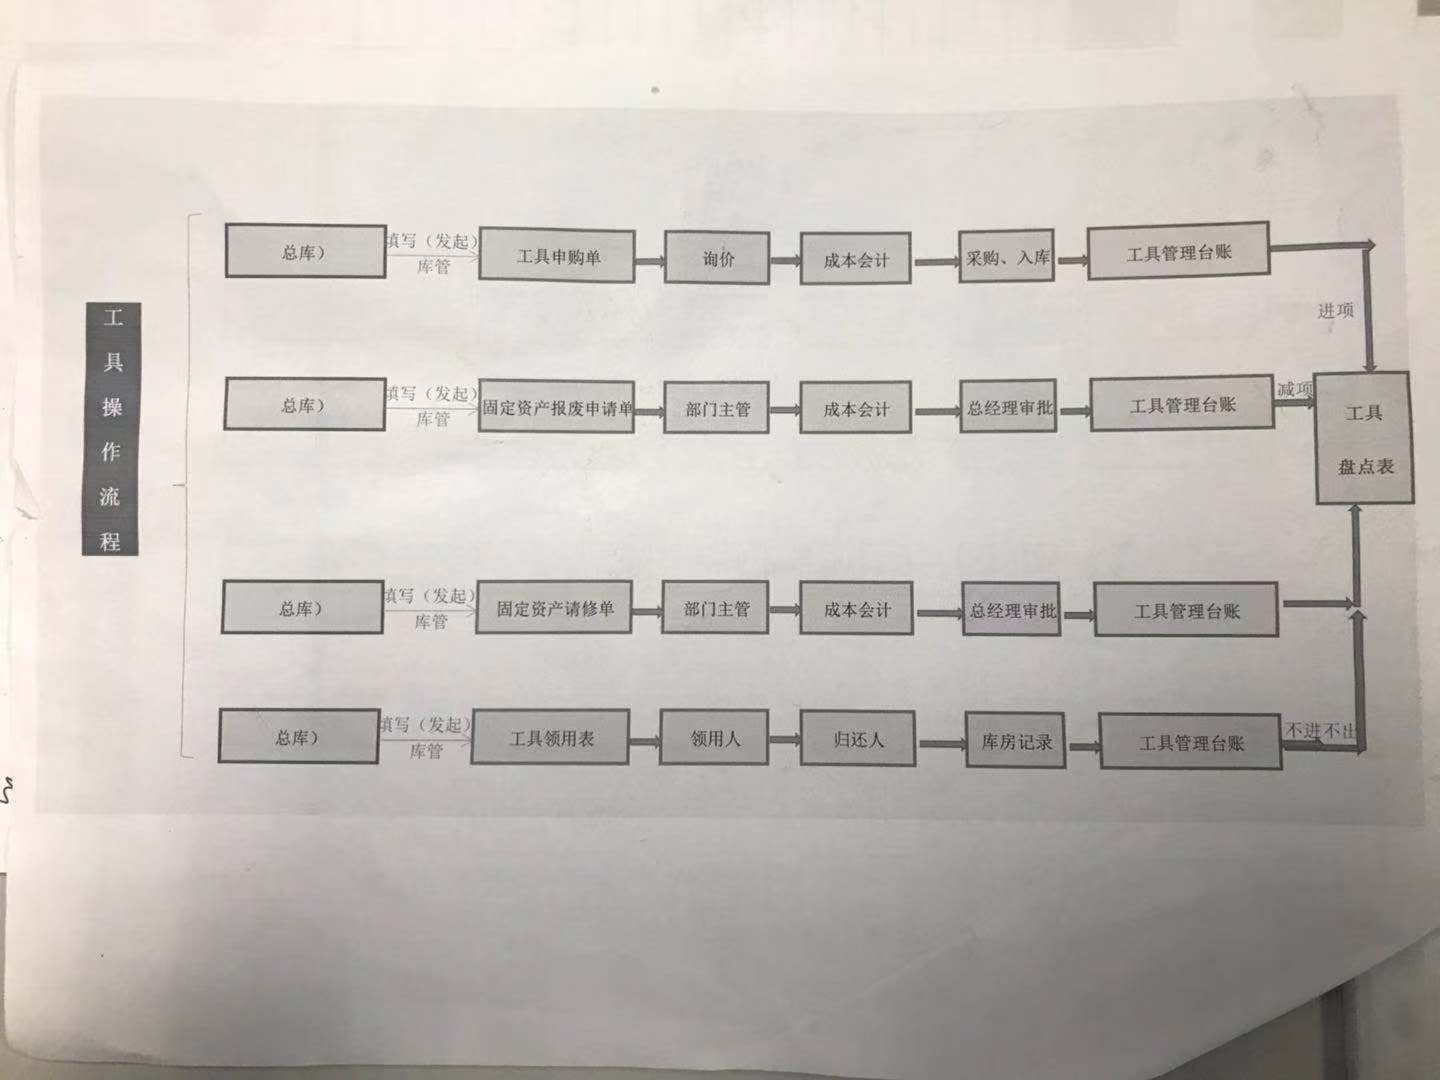 工具操作流程
总库）
填写（发起）
库管
工具申购单
询价
成本会计
采购、入库
工具管理台账
进项
总库）
填写（发起）
库管
固定资产报废申请单
部门主管
成本会计
总经理审批
工具管理台账
减项
工具
盘点表
总库）
填写（发起）
库管
固定资产请修单
部门主管
成本会计
总经理审批
工具管理台账
总库）
填写（发起）
库管
工具领用表
领用人
归还人
库房记录
工具管理台账
不进不出